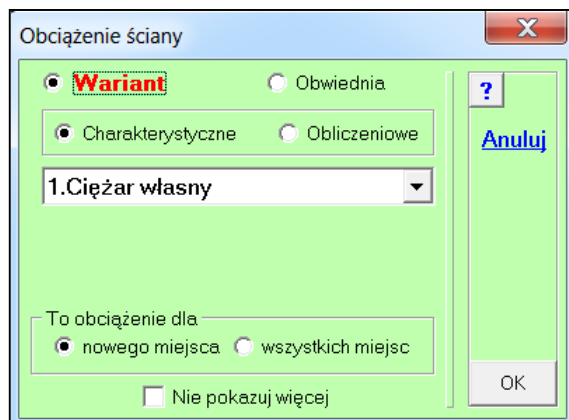 Obciążenie ściany
X
Wariant Obwiednia
?
Charakterystyczne Obliczeniowe
Anuluj
1.Ciężar własny
To obciążenie dla
nowego miejsca wszystkich miejsc
OK
Nie pokazuj więcej